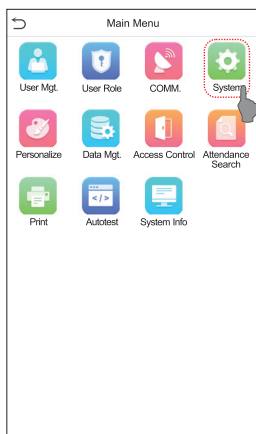 Main Menu
User Mgt.
User Role
COMM.
System
Personalize
Data Mgt.
Access Control
Attendance
Search
Print
Autotest
System Info